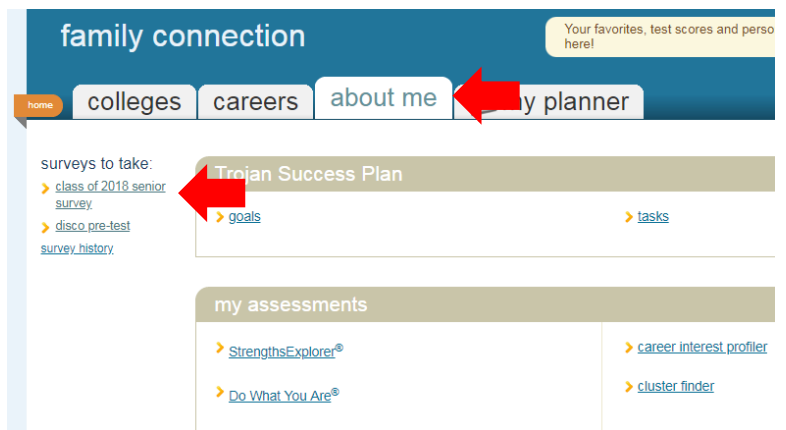 family connection
Your favorites, test scores and perso
here!
home
colleges
careers
about me
y planner
surveys to take:
class of 2018 senior
survey
disco pre-test
survey history
Trojan Success Plan
goals
tasks
my assessments
StrengthsExplorer®
career interest profiler
Do What You Are®
cluster finder